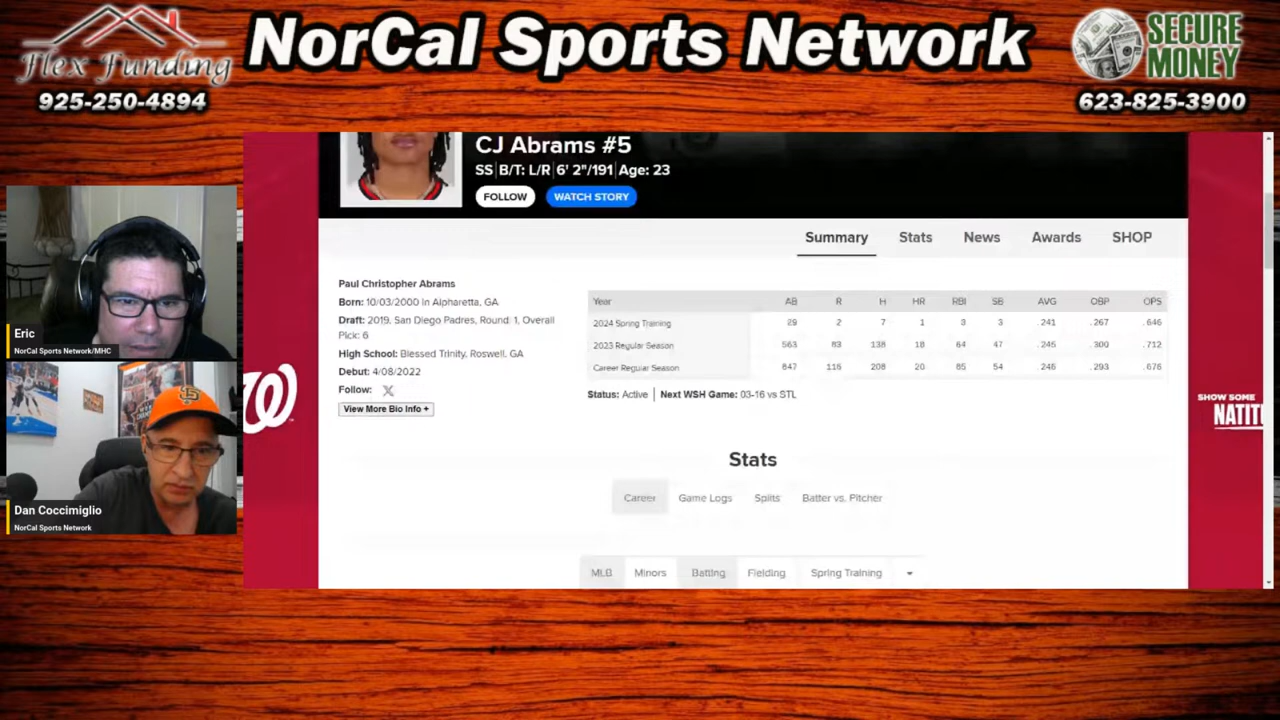 Flex Funding
925-250-4894
NorCal Sports Network
SECURE
MONEY
623-825-3900
CJ Abrams #5
SS B/T: L/R 6' 2"/191 Age: 23
FOLLOW
WATCH STORY
Summary Stats News Awards SHOP
Paul Christopher Abrams
Born: 10/03/2000 in Alpharetta, GA
Draft: 2019, San Diego Padres, Round: 1, Overall
Pick: 6
High School: Blessed Trinity, Roswell, GA
Debut: 4/08/2022
Follow: X
View More Bio Info +
Year AB R H HR RBI SB AVG OBP OPS
2024 Spring Training 29 2 7 1 3 3 .241 .267 .646
2023 Regular Season 563 83 138 18 64 47 .245 .300 .712
Career Regular Season 847 116 208 20 85 54 .246 .293 .676
Status: Active Next WSH Game: 03-16 vs STL
Stats
Career Game Logs Splits Batter vs. Pitcher
MLB Minors Batting Fielding Spring Training
W
SHOW SOME
NATIT
Eric
NorCal Sports Network/MHC
Dan Coccimiglio
NorCal Sports Network